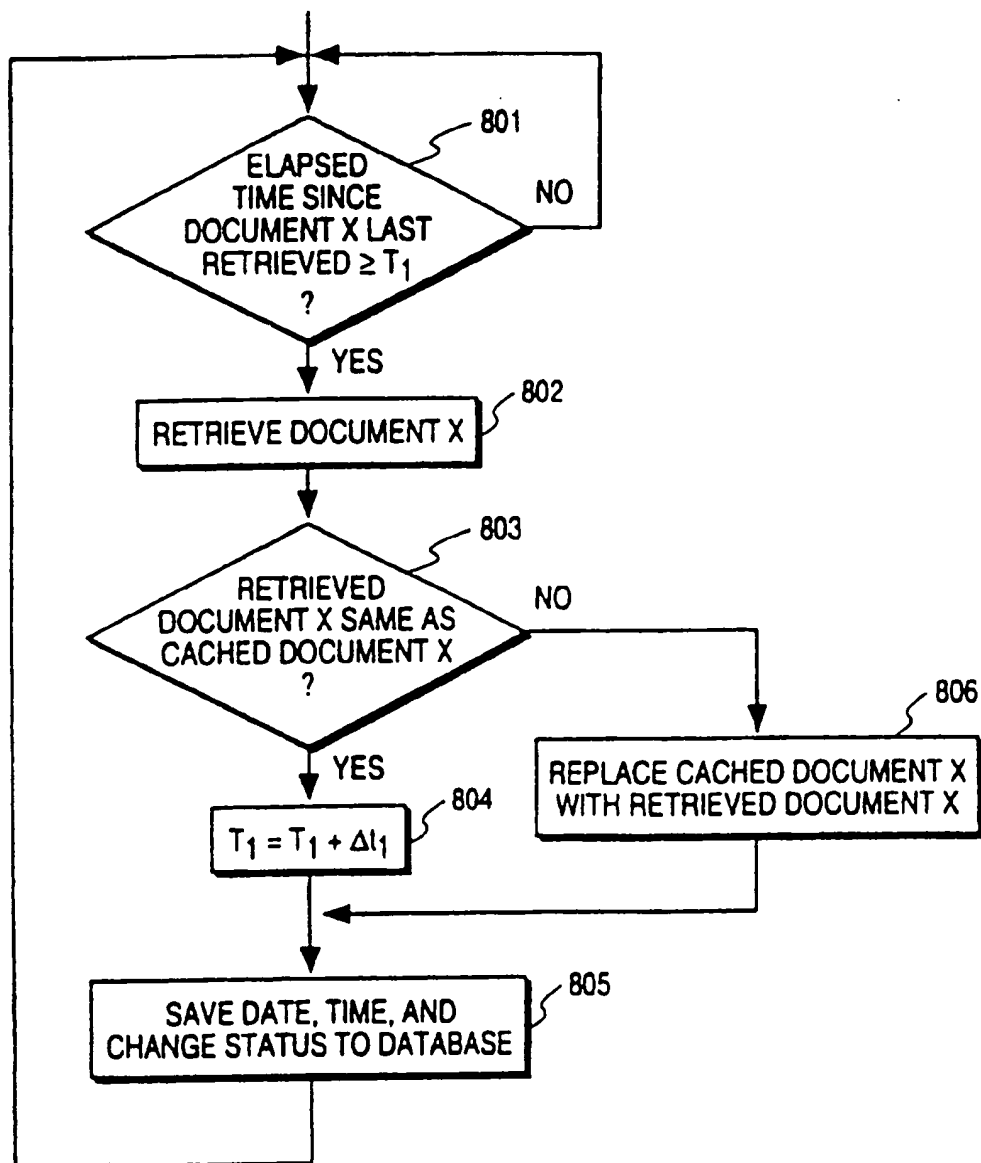 801
ELAPSED
TIME SINCE
DOCUMENT X LAST
RETRIEVED ≥ T1
?
NO
YES
802
RETRIEVE DOCUMENT X
803
RETRIEVED
DOCUMENT X SAME AS
CACHED DOCUMENT X
?
NO
YES
806
REPLACE CACHED DOCUMENT X
WITH RETRIEVED DOCUMENT X
804
T1 = T1 + Δt1
805
SAVE DATE, TIME, AND
CHANGE STATUS TO DATABASE